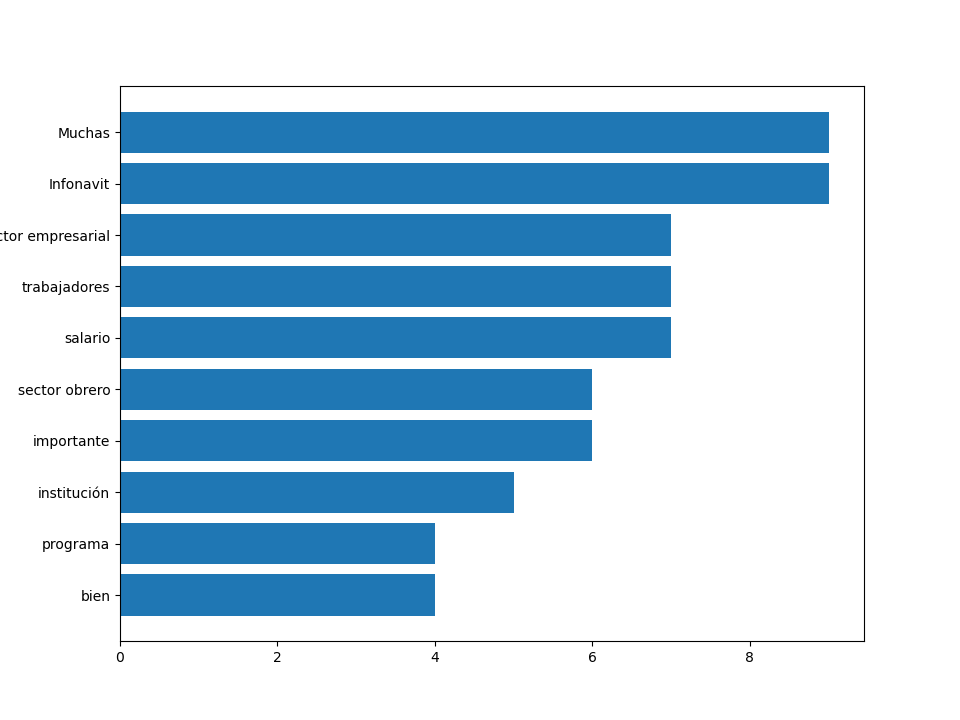 Muchas
Infonavit
ctor empresarial
trabajadores
salario
sector obrero
importante
institución
programa
bien
0 2 4 6 8